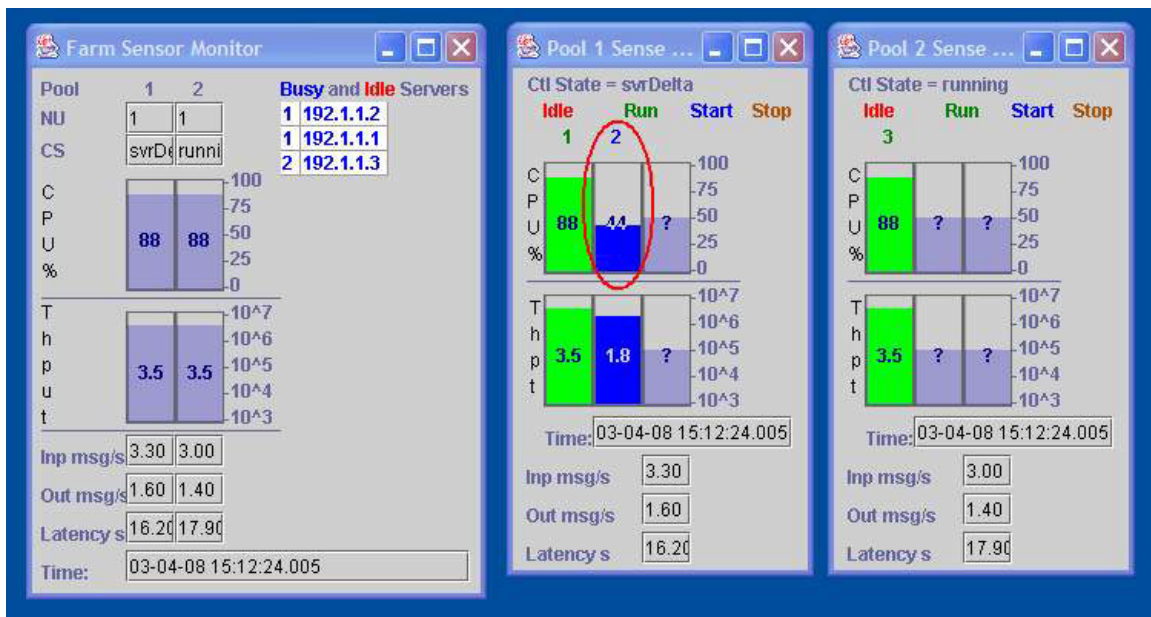 Farm Sensor Monitor
Pool 1 2
NU 1 1
CS svrDe runni
Busy and Idle Servers
1 192.1.1.2
1 192.1.1.1
2 192.1.1.3
C
P
U
%
88 88
100
75
50
25
0
T
h
p
u
t
3.5 3.5
10^7
10^6
10^5
10^4
10^3
Inp msg/s 3.30 3.00
Out msg/s 1.60 1.40
Latency s 16.20 17.90
Time: 03-04-08 15:12:24.005
Pool 1 Sense ...
Ctl State = svrDelta
Idle Run Start Stop
1 2
C
P
U
%
88 44 ?
100
75
50
25
0
T
h
p
t
3.5 1.8 ?
10^7
10^6
10^5
10^4
10^3
Time: 03-04-08 15:12:24.005
Inp msg/s 3.30
Out msg/s 1.60
Latency s 16.20
Pool 2 Sense ...
Ctl State = running
Idle Run Start Stop
3
C
P
U
%
88 ? ?
100
75
50
25
0
T
h
p
t
3.5 ? ?
10^7
10^6
10^5
10^4
10^3
Time: 03-04-08 15:12:24.005
Inp msg/s 3.00
Out msg/s 1.40
Latency s 17.90